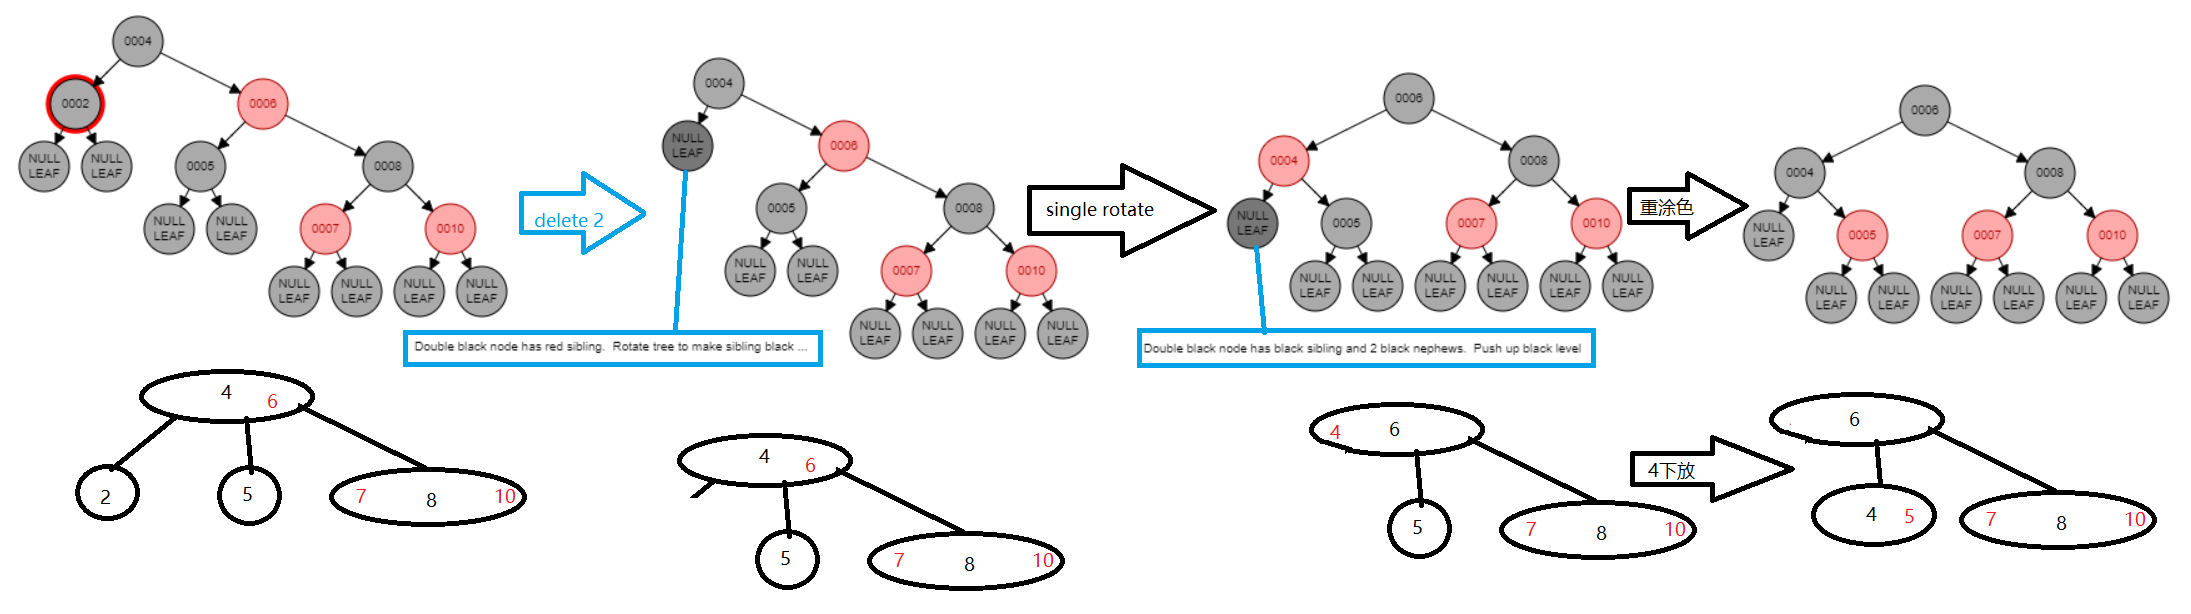 0004
0002
0006
NULL
LEAF
NULL
LEAF
0005
0008
NULL
LEAF
NULL
LEAF
0007
0010
NULL
LEAF
NULL
LEAF
NULL
LEAF
NULL
LEAF
delete 2
0004
NULL
LEAF
0006
0005
0008
NULL
LEAF
NULL
LEAF
0007
0010
NULL
LEAF
NULL
LEAF
NULL
LEAF
NULL
LEAF
Double black node has red sibling. Rotate tree to make sibling black ...
single rotate
0006
0004
0008
NULL
LEAF
0005
0007
0010
NULL
LEAF
NULL
LEAF
NULL
LEAF
NULL
LEAF
NULL
LEAF
NULL
LEAF
Double black node has black sibling and 2 black nephews. Push up black level
重涂色
0006
0004
0008
NULL
LEAF
0005
0007
0010
NULL
LEAF
NULL
LEAF
NULL
LEAF
NULL
LEAF
NULL
LEAF
NULL
LEAF
4 6
2
5
7 8 10
4 6
5
7 8 10
4 6
5
7 8 10
4下放
6
4 5
7 8 10